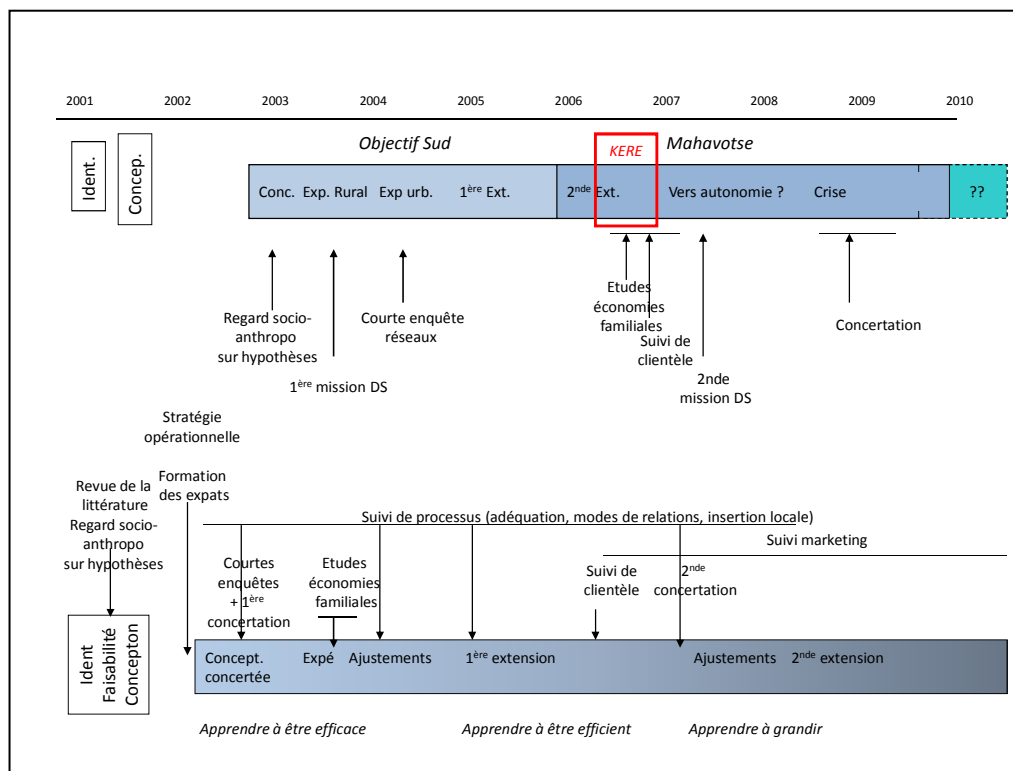 2001 2002 2003 2004 2005 2006 2007 2008 2009 2010
Ident.
Concep.
Objectif Sud
KERE
Mahavotse
Conc. Exp. Rural Exp urb. 1ère Ext. 2nde Ext. Vers autonomie ? Crise ??
Regard socio-
anthropo
sur hypothèses
1ère mission DS
Courte enquête
réseaux
Etudes
économies
familiales
Suivi de
clientèle
2nde
mission DS
Concertation
Stratégie
opérationnelle
Formation
des expats
Revue de la
littérature
Regard socio-
anthropo
sur hypothèses
Suivi de processus (adéquation, modes de relations, insertion locale)
Suivi marketing
Courtes
enquêtes
+ 1ère
concertation
Etudes
économies
familiales
Suivi de
clientèle
2nde
concertation
Ident
Faisabilité
Concepton
Concept.
concertée
Expé Ajustements 1ère extension Ajustements 2nde extension
Apprendre à être efficace Apprendre à être efficient Apprendre à grandir